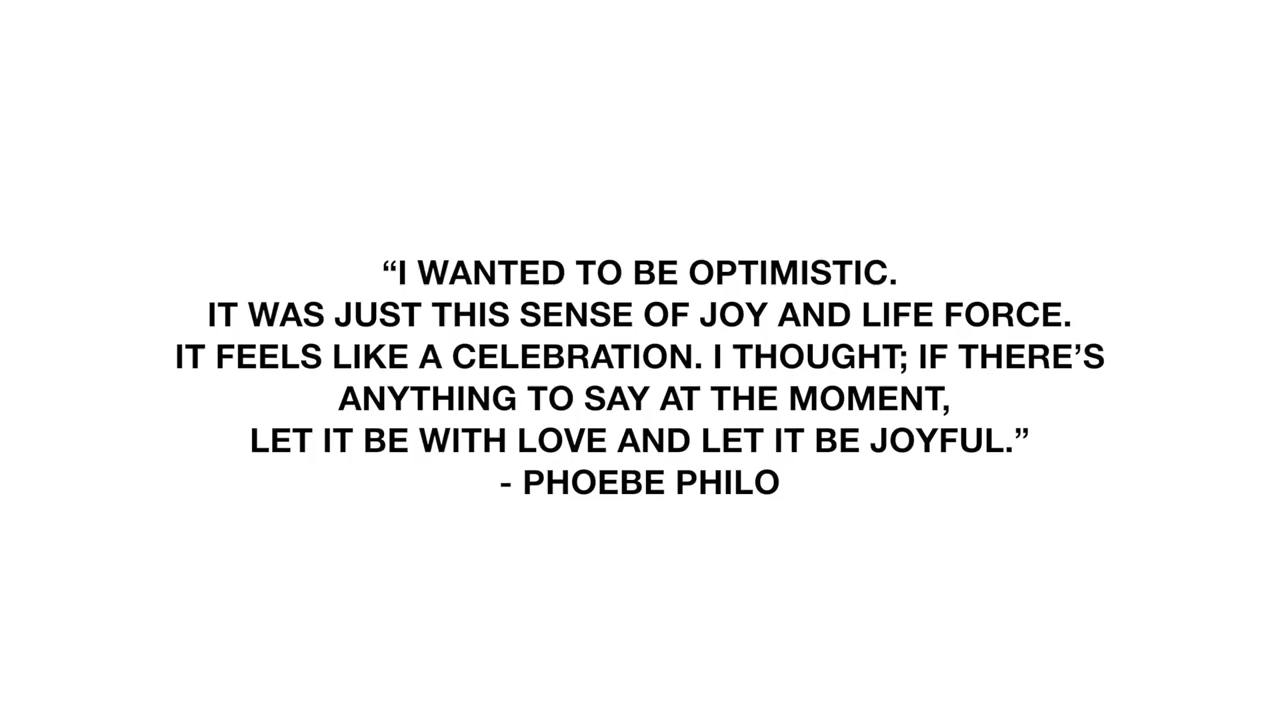 “I WANTED TO BE OPTIMISTIC.
IT WAS JUST THIS SENSE OF JOY AND LIFE FORCE.
IT FEELS LIKE A CELEBRATION. I THOUGHT; IF THERE’S
ANYTHING TO SAY AT THE MOMENT,
LET IT BE WITH LOVE AND LET IT BE JOYFUL.”
- PHOEBE PHILO